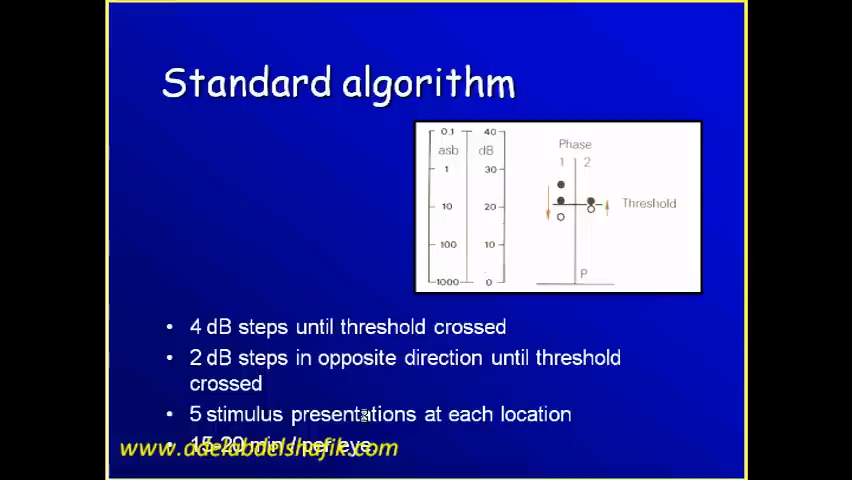 Standard algorithm
0.1 40
asb dB
Phase
1 2
1 30
10 20
Threshold
100 10
1000 0
P
• 4 dB steps until threshold crossed
• 2 dB steps in opposite direction until threshold
crossed
• 5 stimulus presentations at each location
• 15-20 min / per eye.
www.adelabdelshafik.com